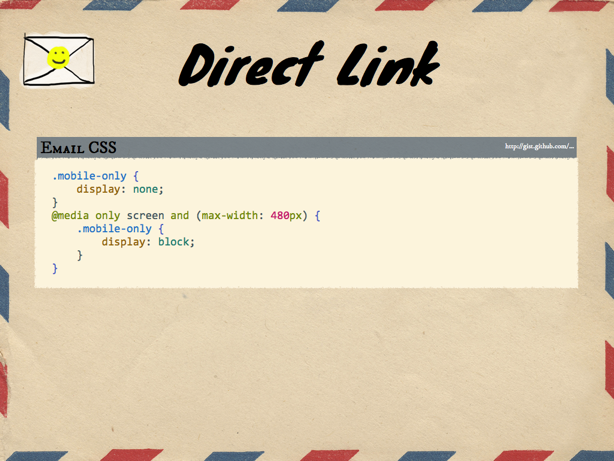 Direct Link
Email CSS
http://gist.github.com/...
.mobile-only {
    display: none;
}
@media only screen and (max-width: 480px) {
    .mobile-only {
        display: block;
    }
}